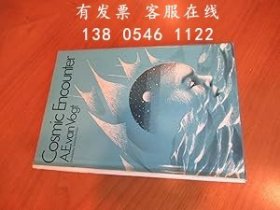 有发票 客服在线
138 0546 1122
Cosmic Encounter
A.E. van Vogt